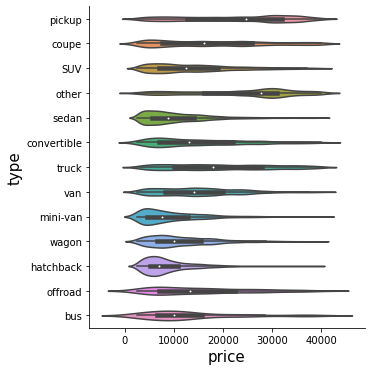 type
pickup
coupe
SUV
other
sedan
convertible
truck
van
mini-van
wagon
hatchback
offroad
bus
0 10000 20000 30000 40000
price